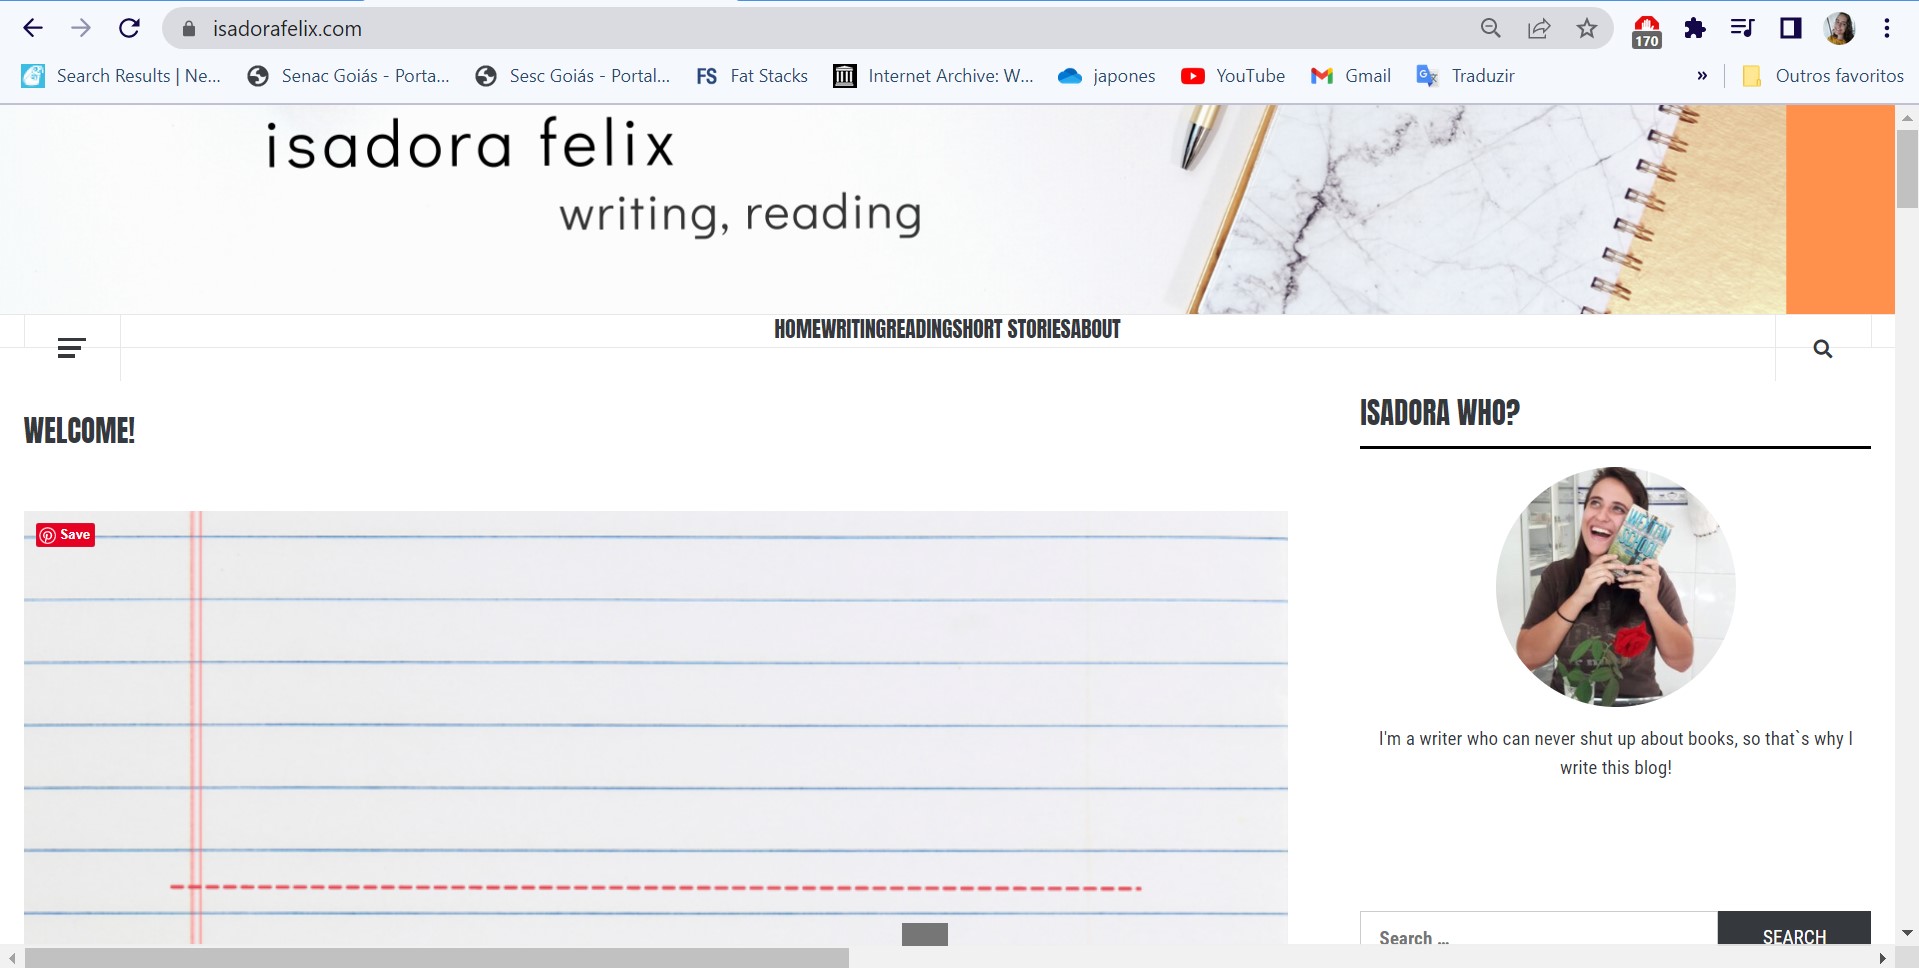 isadorafelix.com
170
Search Results | Ne...
Senac Goiás - Porta...
Sesc Goiás - Portal...
FS Fat Stacks
Internet Archive: W...
japones
YouTube
Gmail
Traduzir
»
Outros favoritos
isadora felix
writing, reading
HOMEWRITINGREADINGSHORT STORIESABOUT
WELCOME!
Save
ISADORA WHO?
WEXTOM
SCHOOL
I'm a writer who can never shut up about books, so that`s why I
write this blog!
Search …
SEARCH